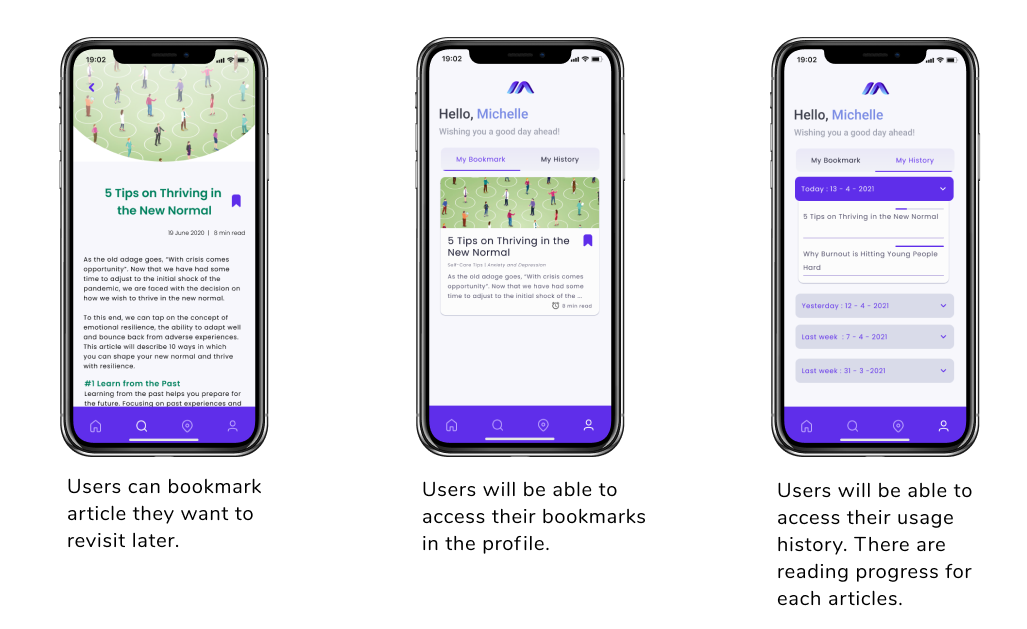 19:02
5 Tips on Thriving in
the New Normal
19 June 2020 | 8 min read
As the old adage goes, "With crisis comes
opportunity". Now that we have had some
time to adjust to the initial shock of the
pandemic, we are faced with the decision on
how we wish to thrive in the new normal.
To this end, we can tap on the concept of
emotional resilience, the ability to adapt well
and bounce back from adverse experiences.
This article will describe 10 ways in which
you can shape your new normal and thrive
with resilience.
#1 Learn from the Past
Learning from the past helps you prepare for
the future. Focusing on past experiences and
Users can bookmark
article they want to
revisit later.
19:02
Hello, Michelle
Wishing you a good day ahead!
My Bookmark My History
5 Tips on Thriving in the
New Normal
Self-Care Tips | Anxiety and Depression
As the old adage goes, "With crisis comes
opportunity". Now that we have had some
time to adjust to the initial shock of the ...
8 min read
Users will be able to
access their bookmarks
in the profile.
19:02
Hello, Michelle
Wishing you a good day ahead!
My Bookmark My History
Today : 13 - 4 - 2021
5 Tips on Thriving in the New Normal
Why Burnout is Hitting Young People
Hard
Yesterday : 12 - 4 - 2021
Last week : 7 - 4 - 2021
Last week : 31 - 3 -2021
Users will be able to
access their usage
history. There are
reading progress for
each articles.